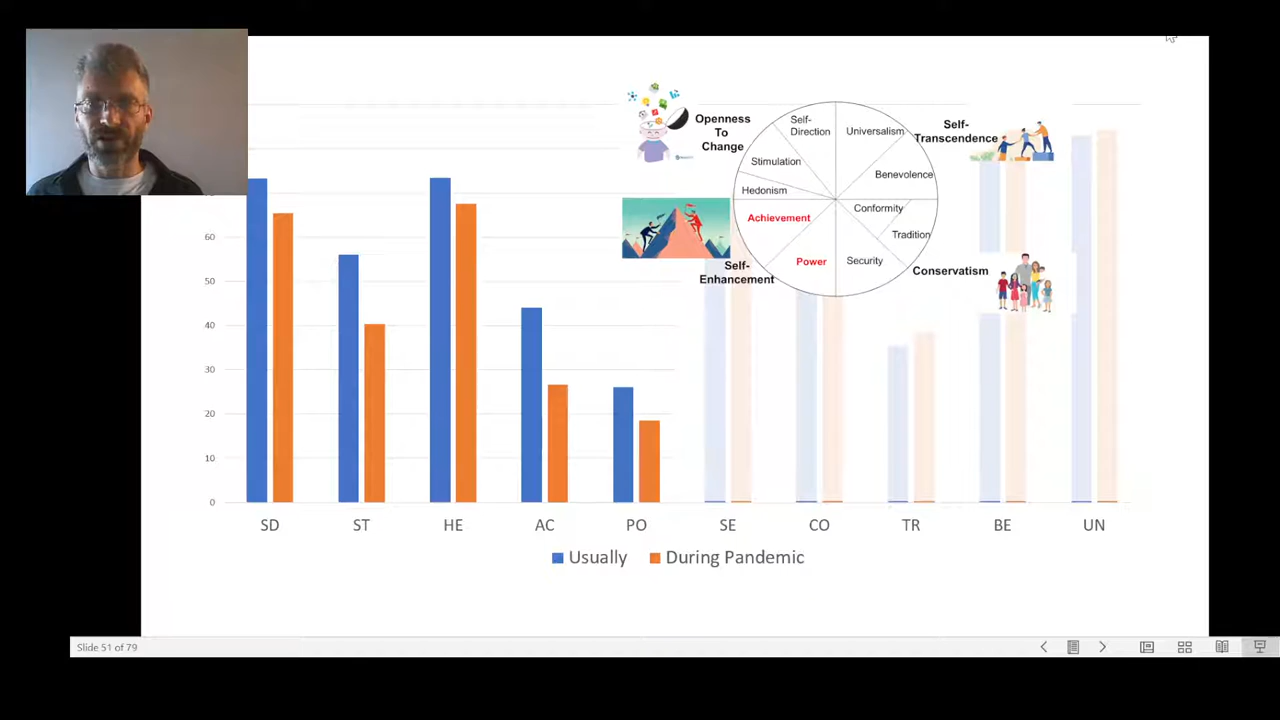 Openness
To
Change
Self-
Direction
Universalism
Self-
Transcendence
Stimulation
Benevolence
Hedonism
Conformity
Achievement
Tradition
Power
Security
Self-
Enhancement
Conservatism
60
50
40
30
20
10
0
SD ST HE AC PO SE CO TR BE UN
Usually During Pandemic
Slide 51 of 79